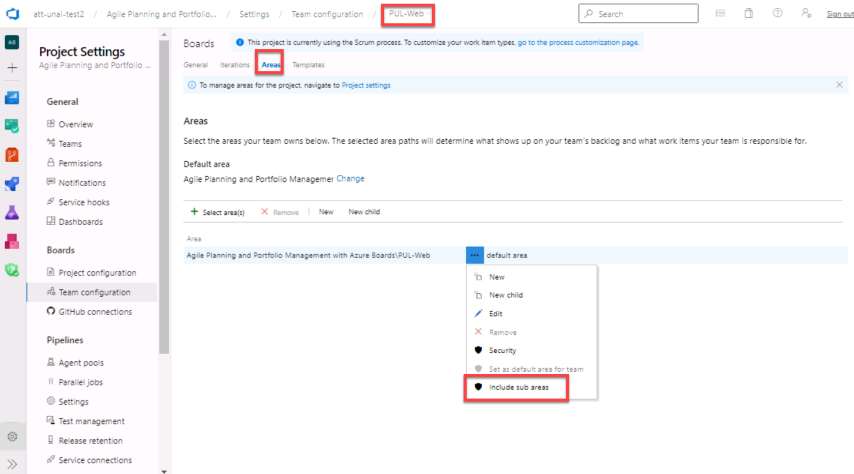 att-unai-test2 / Agile Planning and Portfolio... / Settings / Team configuration / PUL-Web
Search
Sign out
AB
Project Settings
Agile Planning and Portfolio ...
General
Overview
Teams
Permissions
Notifications
Service hooks
Dashboards
Boards
Project configuration
Team configuration
GitHub connections
Pipelines
Agent pools
Parallel jobs
Settings
Test management
Release retention
Service connections
Boards
This project is currently using the Scrum process. To customize your work item types, go to the process customization page.
General Iterations Areas Templates
To manage areas for the project, navigate to Project settings
Areas
Select the areas your team owns below. The selected area paths will determine what shows up on your team's backlog and what work items your team is responsible for.
Default area
Agile Planning and Portfolio Managemer Change
Select area(s) Remove New New child
Area
Agile Planning and Portfolio Management with Azure Boards\PUL-Web ... default area
New
New child
Edit
Remove
Security
Set as default area for team
Include sub areas